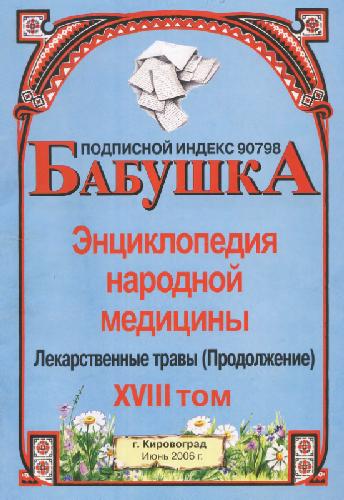 ПОДПИСНОЙ ИНДЕКС 90798
БАБУШКА
Энциклопедия
народной
медицины
Лекарственные травы (Продолжение)
XVIII том
г. Кировоград
Июнь 2006 г.